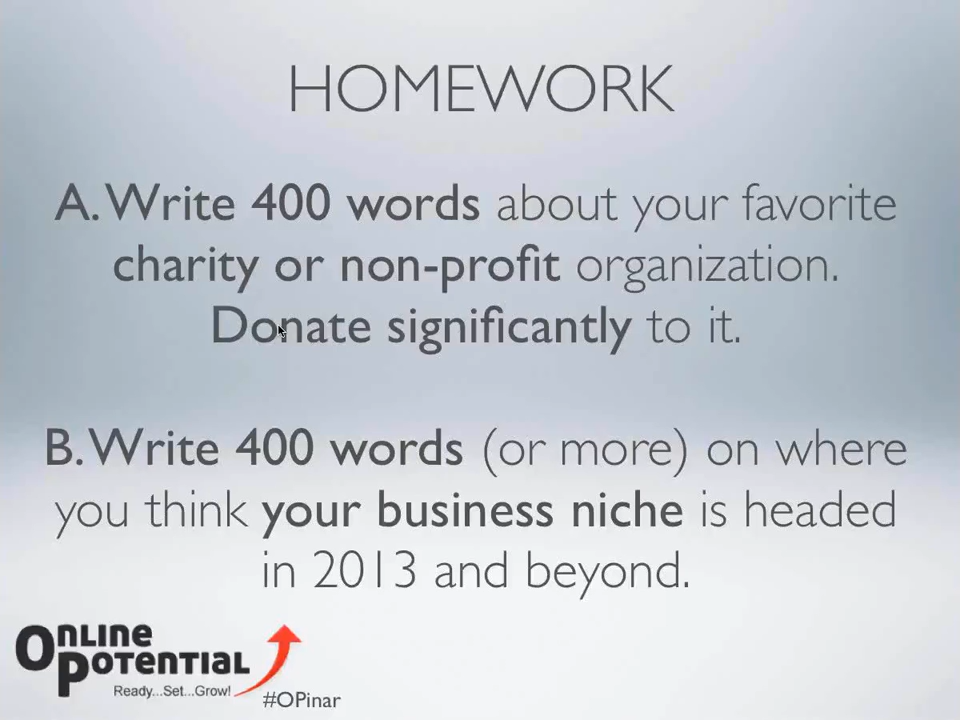 HOMEWORK
A. Write 400 words about your favorite
charity or non-profit organization.
Donate significantly to it.
B. Write 400 words (or more) on where
you think your business niche is headed
in 2013 and beyond.
ONLINE
POTENTIAL
Ready...Set...Grow!
#OPinar